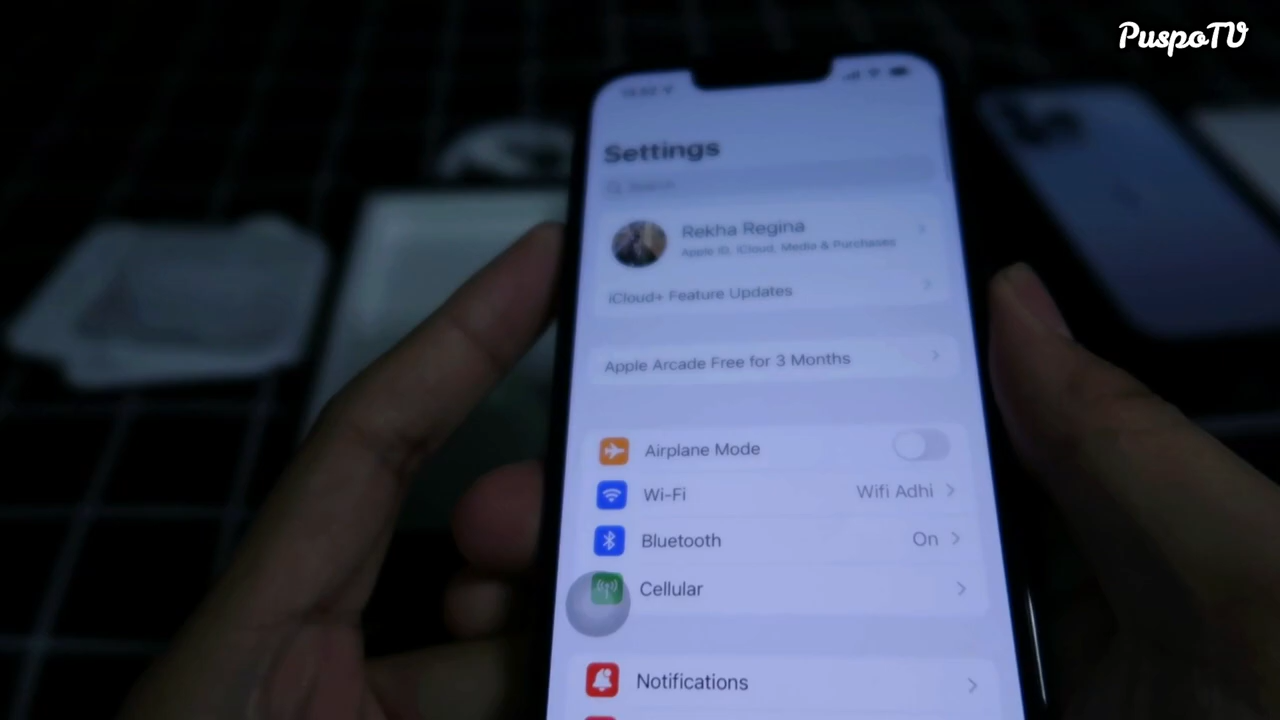 PuspoTV
Settings
Search
Rekha Regina
Apple ID, iCloud, Media & Purchases
iCloud+ Feature Updates
Apple Arcade Free for 3 Months
Airplane Mode
Wi-Fi Wifi Adhi
Bluetooth On
Cellular
Notifications